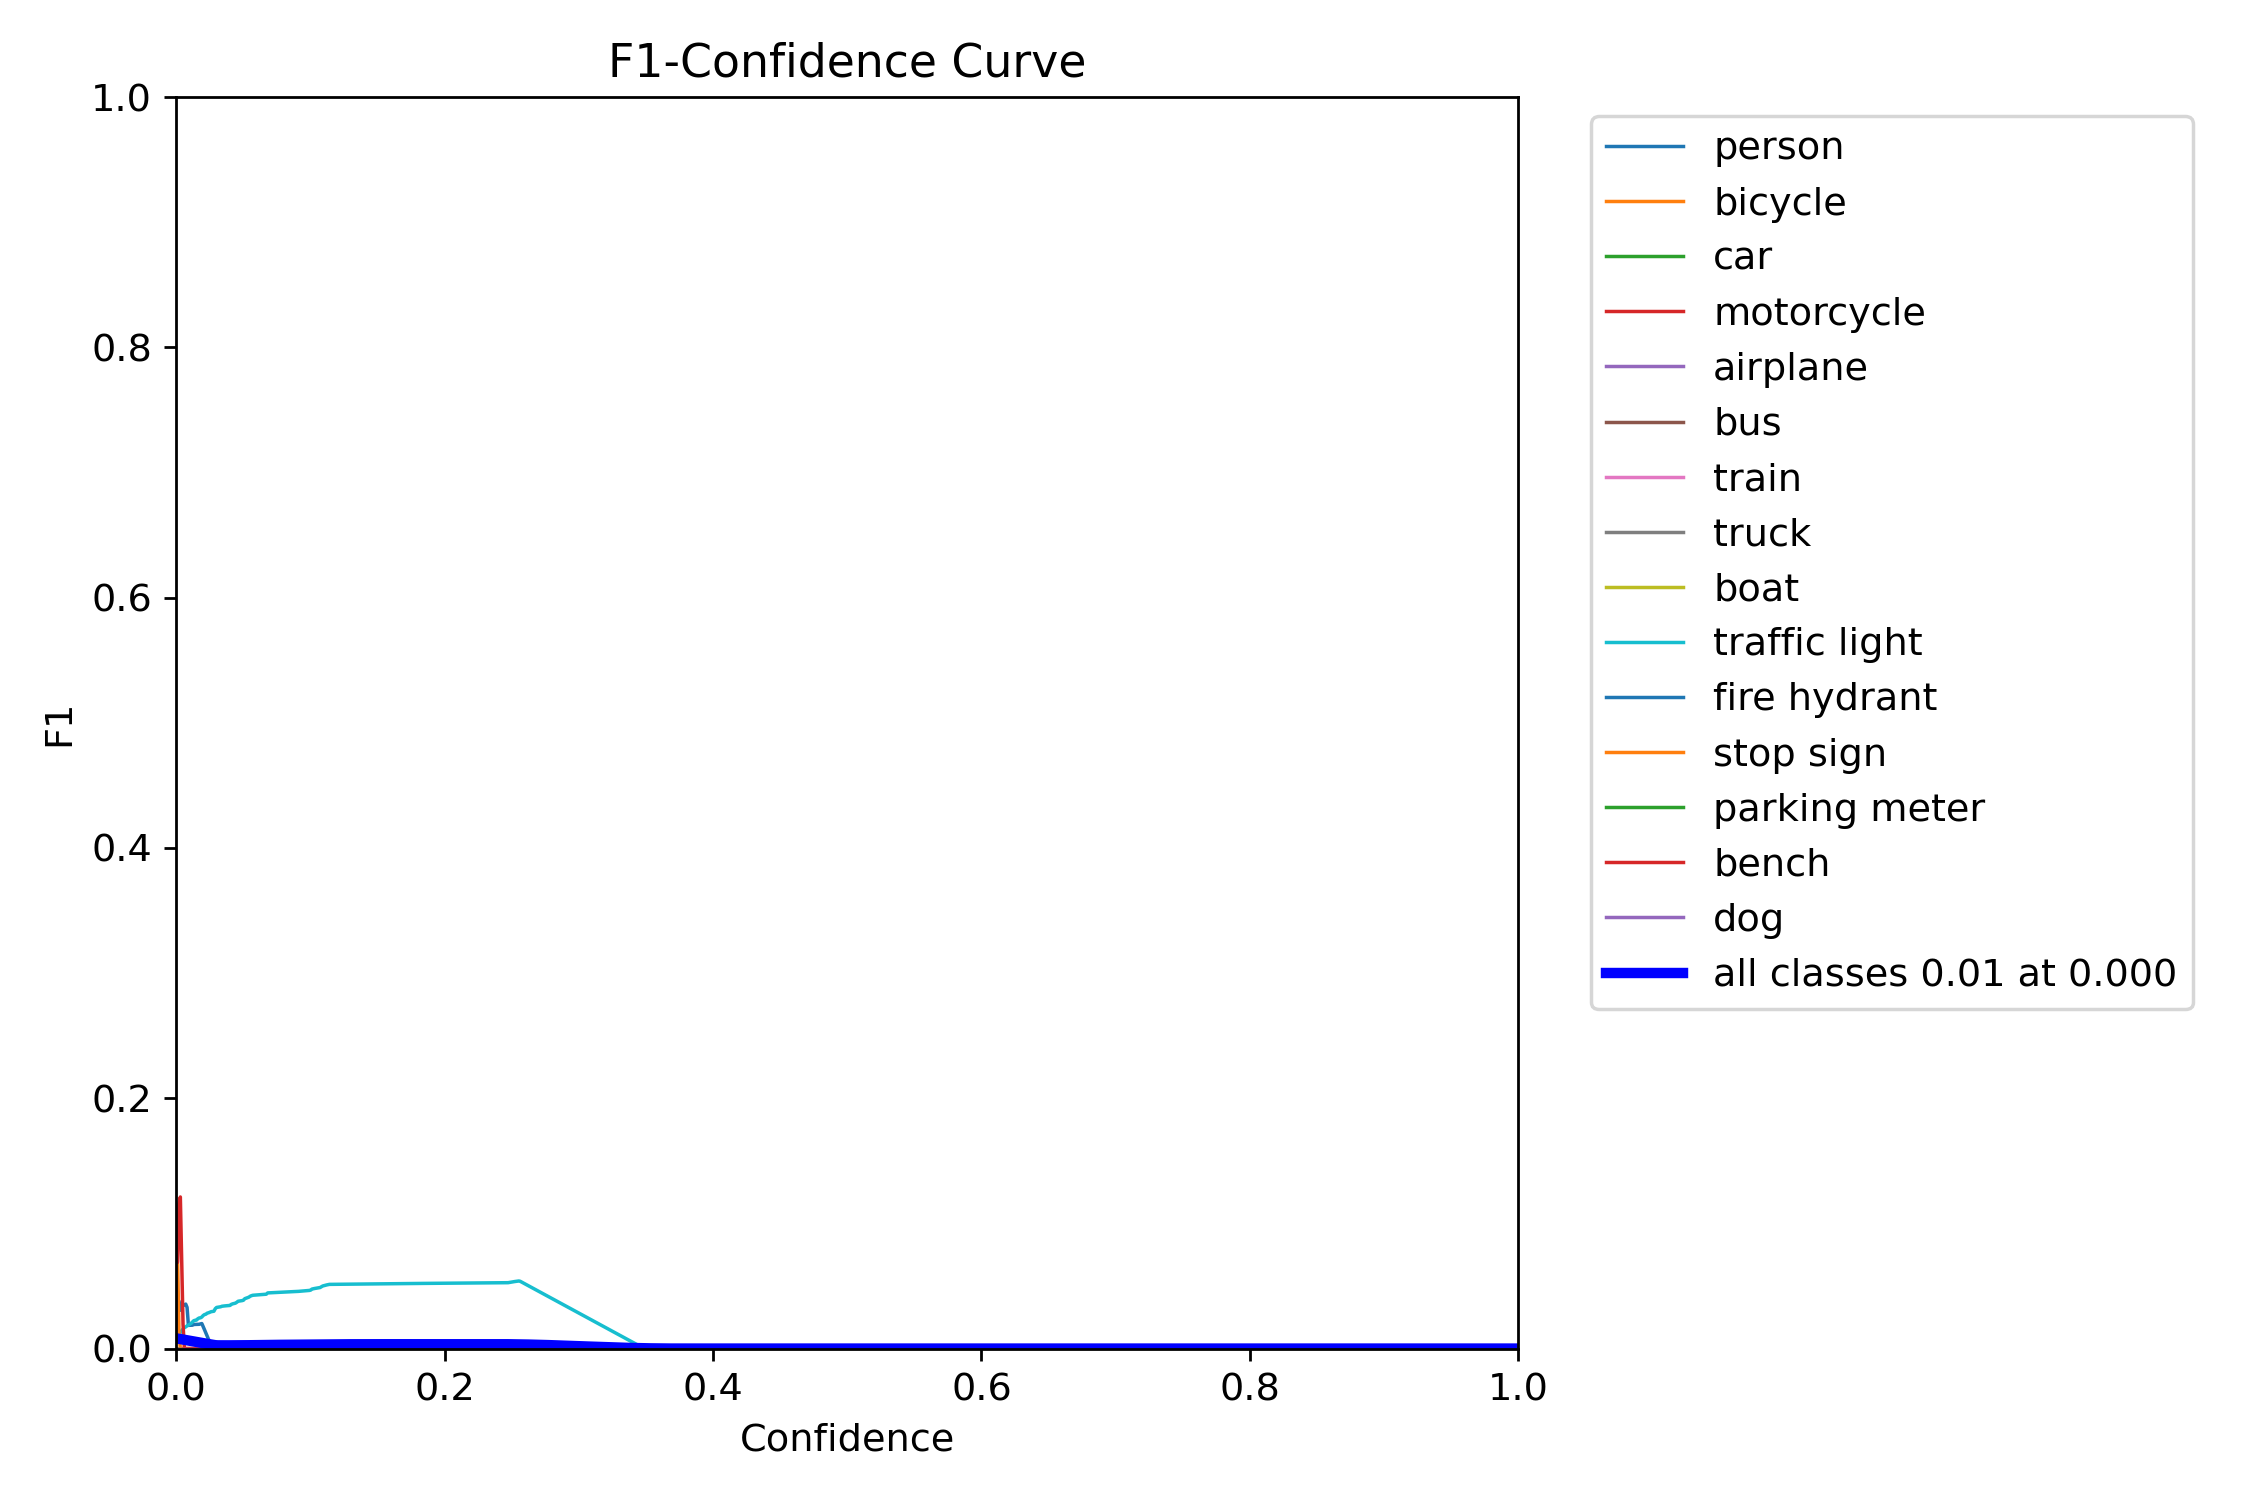 F1-Confidence Curve
1.0
0.8
0.6
0.4
0.2
0.0
F1
0.0 0.2 0.4 0.6 0.8 1.0
Confidence
person
bicycle
car
motorcycle
airplane
bus
train
truck
boat
traffic light
fire hydrant
stop sign
parking meter
bench
dog
all classes 0.01 at 0.000